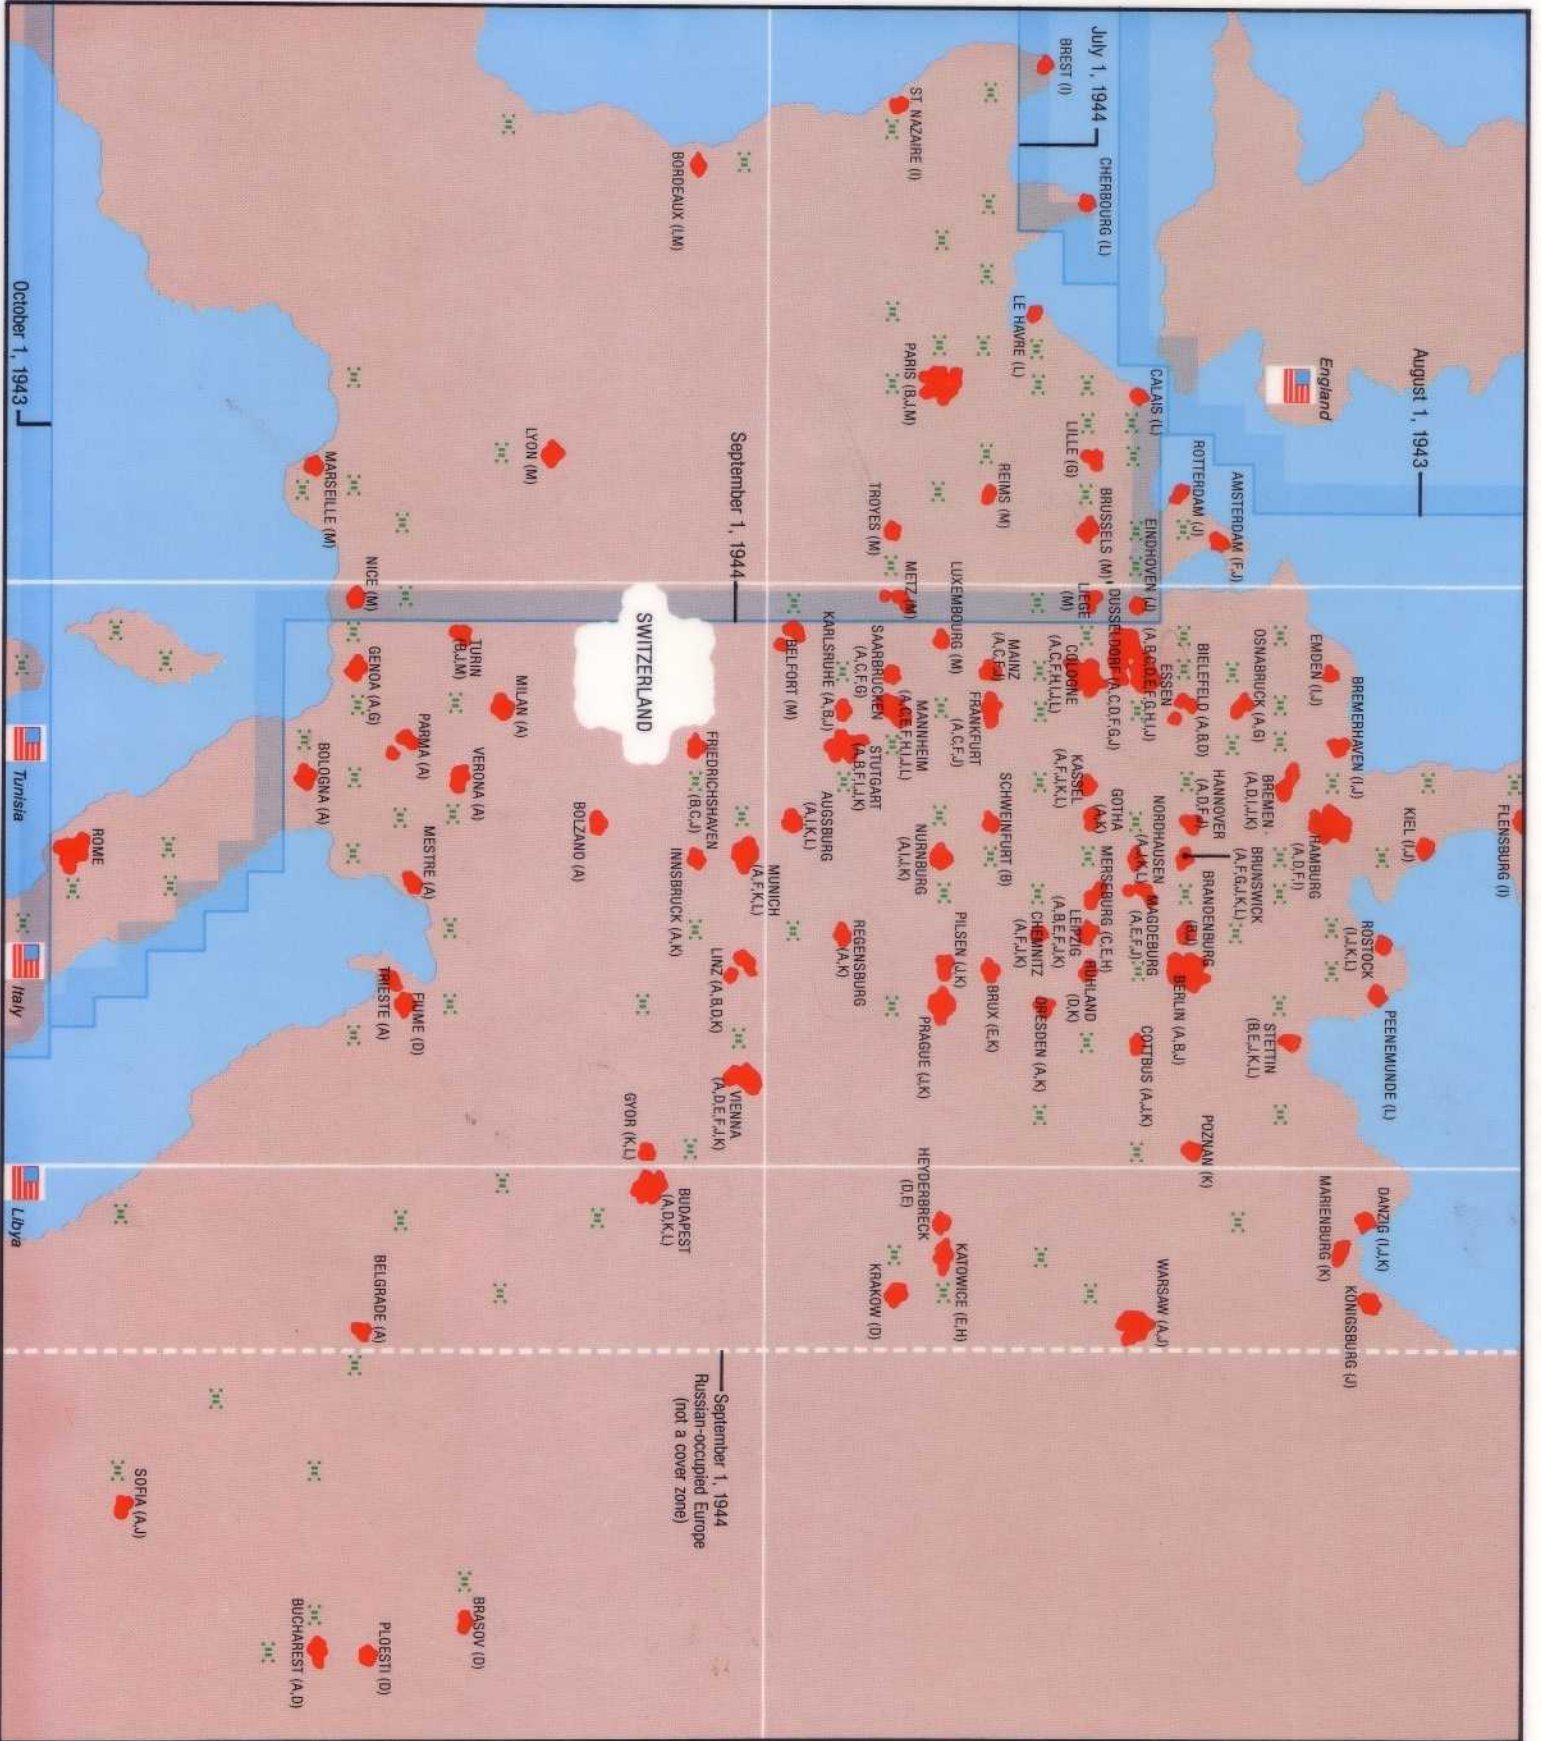 FLENSBURG (I)
August 1, 1943
KIEL (I,J)
ROSTOCK
(I,J,K,L)
PEENEMUNDE (L)
DANZIG (I,J,K)
KONIGSBURG (J)
BREMERHAVEN (I,J)
England
EMDEN (I,J)
HAMBURG
(A,D,F,I)
MARIENBURG (K)
OSNABRUCK (A,G)
BREMEN
(A,D,I,J,K)
BRUNSWICK
(A,F,G,J,K,L)
STETTIN
(B,E,J,K,L)
AMSTERDAM (F,J)
ROTTERDAM (J)
BIELEFELD (A,B,D)
HANNOVER
(A,D,F,J)
BRANDENBURG
(B,J)
BERLIN (A,B,J)
POZNAN (K)
CALAIS (L)
EINDHOVEN (J)
ESSEN
(A,B,C,D,E,F,G,H,I,J)
NORDHAUSEN
(A,J,K,L)
MAGDEBURG
(A,E,F,J)
COTTBUS (A,J,K)
WARSAW (A,J)
July 1, 1944
BREST (I)
CHERBOURG (L)
LILLE (G)
BRUSSELS (M)
DUSSELDORF (A,C,D,F,G,J)
LIEGE
(M)
COLOGNE
(A,C,F,H,I,J,L)
KASSEL
(A,F,J,K,L)
GOTHA
(A,K)
MERSEBURG (C,E,H)
LEIPZIG
(A,B,E,F,J,K)
RUHLAND
(D,K)
LE HAVRE (L)
CHEMNITZ
(A,F,J,K)
DRESDEN (A,K)
REIMS (M)
MAINZ
(A,C,F,J)
FRANKFURT
(A,C,F,J)
SCHWEINFURT (B)
BRUX (E,K)
LUXEMBOURG (M)
PILSEN (J,K)
KATOWICE (E,H)
ST. NAZAIRE (I)
PARIS (B,J,M)
METZ (M)
MANNHEIM
(A,C,E,F,H,I,J,L)
NURNBURG
(A,I,J,K)
PRAGUE (J,K)
HEYDERBRECK
(D,E)
TROYES (M)
SAARBRUCKEN
(A,C,F,G)
STUTGART
(A,B,F,I,J,K)
REGENSBURG
(A,K)
KRAKOW (D)
KARLSRUHE (A,B,J)
AUGSBURG
(A,I,K,L)
BELFORT (M)
MUNICH
(A,F,K,L)
September 1, 1944
FRIEDRICHSHAVEN
(B,C,J)
LINZ (A,B,D,K)
VIENNA
(A,D,E,F,J,K)
September 1, 1944
Russian-occupied Europe
(not a cover zone)
BORDEAUX (LM)
INNSBRUCK (A,K)
BUDAPEST
(A,D,K,L)
SWITZERLAND
GYOR (K,L)
BOLZANO (A)
LYON (M)
MILAN (A)
TURIN
(B,J,M)
VERONA (A)
BRASOV (D)
PARMA (A)
MESTRE (A)
FIUME (D)
NICE (M)
GENOA (A,G)
TRIESTE (A)
BELGRADE (A)
PLOESTI (D)
MARSEILLE (M)
BOLOGNA (A)
BUCHAREST (A,D)
SOFIA (A,J)
ROME
October 1, 1943
Tunisia
Italy
Libya